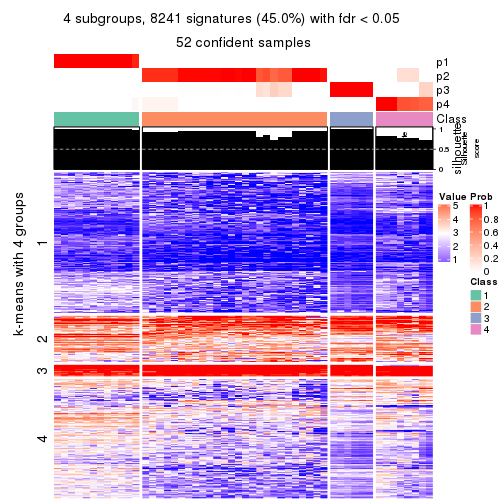 4 subgroups, 8241 signatures (45.0%) with fdr < 0.05
52 confident samples
p1
p2
p3
p4
Class
1
0.5
0
silhouette
Silhouette
score
k-means with 4 groups
1
2
3
4
Value
5
4
3
2
1
Prob
1
0.8
0.6
0.4
0.2
0
Class
1
2
3
4